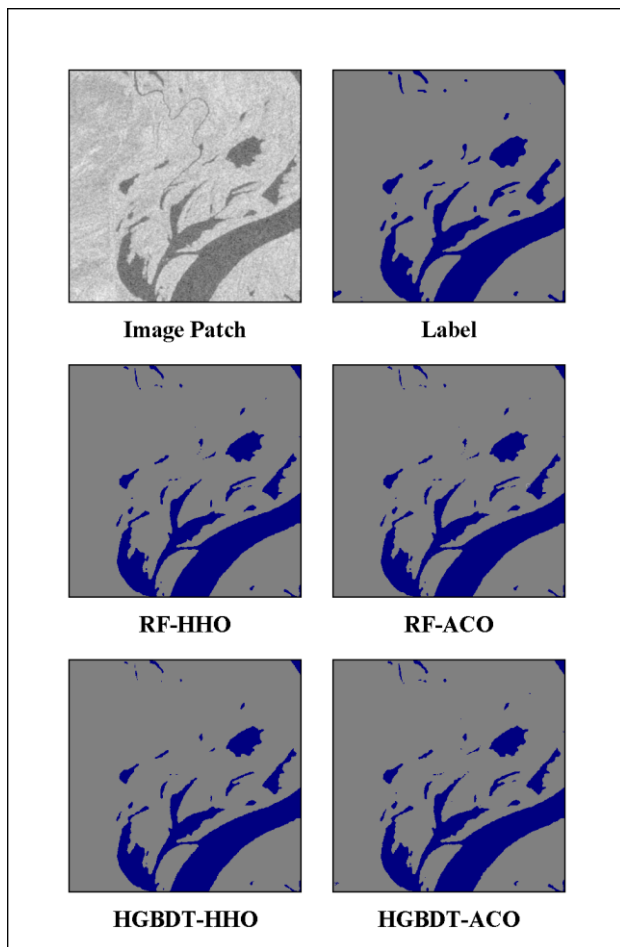 Image Patch
Label
RF-HHO
RF-ACO
HGBDT-HHO
HGBDT-ACO